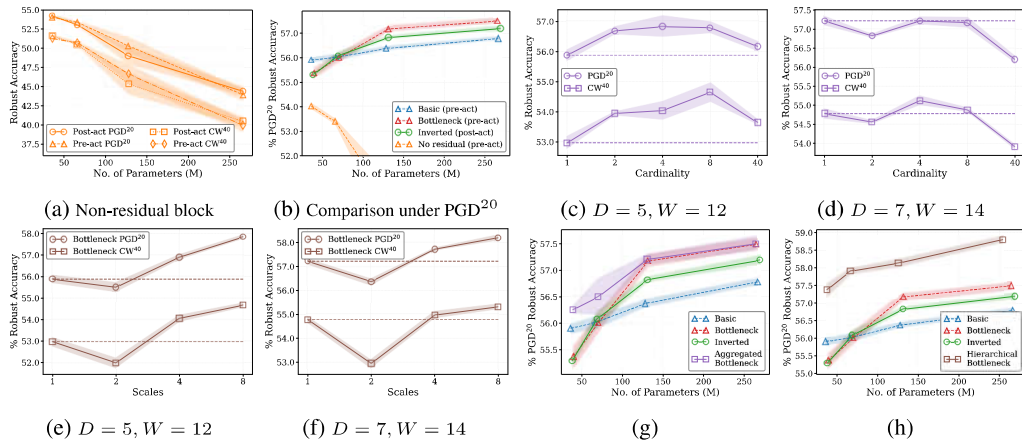 55.0
52.5
50.0
47.5
45.0
42.5
40.0
37.5
% Robust Accuracy
Post-act PGD²⁰
Pre-act PGD²⁰
Post-act CW⁴⁰
Pre-act CW⁴⁰
50 100 150 200 250
No. of Parameters (M)
(a) Non-residual block
58.0
57.0
56.0
55.0
54.0
53.0
52.0
% PGD²⁰ Robust Accuracy
Basic (pre-act)
Bottleneck (pre-act)
Inverted (post-act)
No residual (pre-act)
50 100 150 200 250
No. of Parameters (M)
(b) Comparison under PGD²⁰
57.0
56.0
55.0
54.0
53.0
% Robust Accuracy
PGD²⁰
CW⁴⁰
1 2 4 8 40
Cardinality
(c) D = 5, W = 12
57.0
56.5
56.0
55.5
55.0
54.5
54.0
% Robust Accuracy
PGD²⁰
CW⁴⁰
1 2 4 8 40
Cardinality
(d) D = 7, W = 14
58.0
57.0
56.0
55.0
54.0
53.0
52.0
% Robust Accuracy
Bottleneck PGD²⁰
Bottleneck CW⁴⁰
1 2 4 8
Scales
(e) D = 5, W = 12
58.0
57.0
56.0
55.0
54.0
53.0
% Robust Accuracy
Bottleneck PGD²⁰
Bottleneck CW⁴⁰
1 2 4 8
Scales
(f) D = 7, W = 14
57.5
57.0
56.5
56.0
55.5
% PGD²⁰ Robust Accuracy
Basic
Bottleneck
Inverted
Aggregated
Bottleneck
50 100 150 200 250
No. of Parameters (M)
(g)
59.0
58.5
58.0
57.5
57.0
56.5
56.0
55.5
55.0
% PGD²⁰ Robust Accuracy
Basic
Bottleneck
Inverted
Hierarchical
Bottleneck
50 100 150 200 250
No. of Parameters (M)
(h)